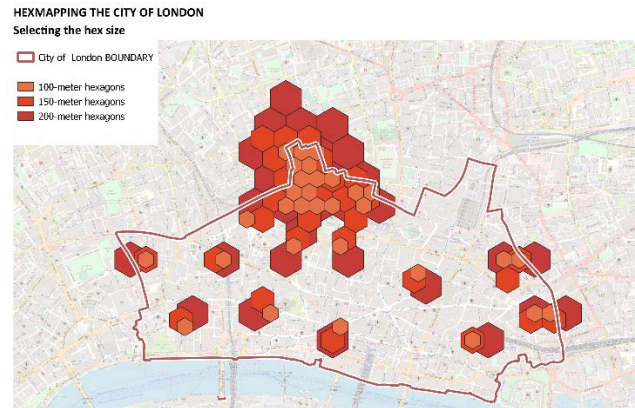 HEXMAPPING THE CITY OF LONDON
Selecting the hex size
City of London BOUNDARY
100-meter hexagons
150-meter hexagons
200-meter hexagons